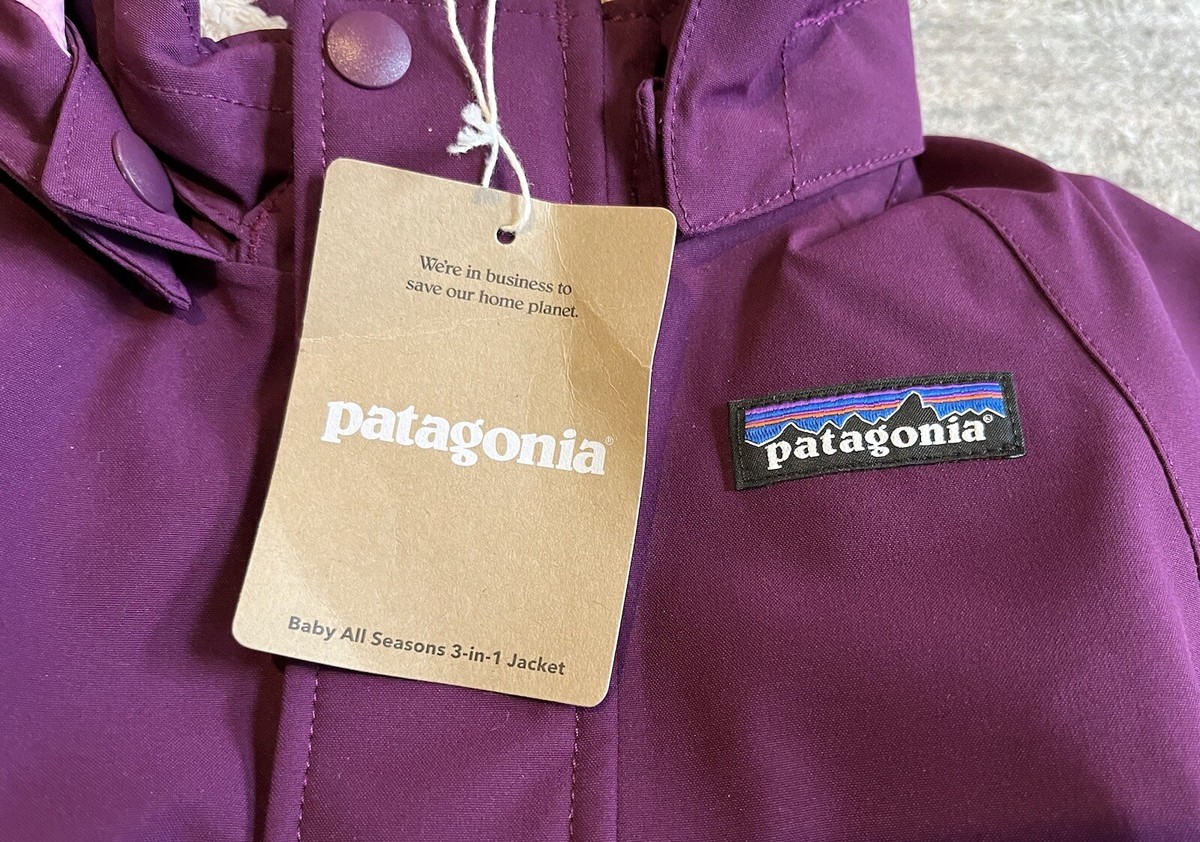 We're in business to
save our home planet.
patagonia®
Baby All Seasons 3-in-1 Jacket
patagonia®